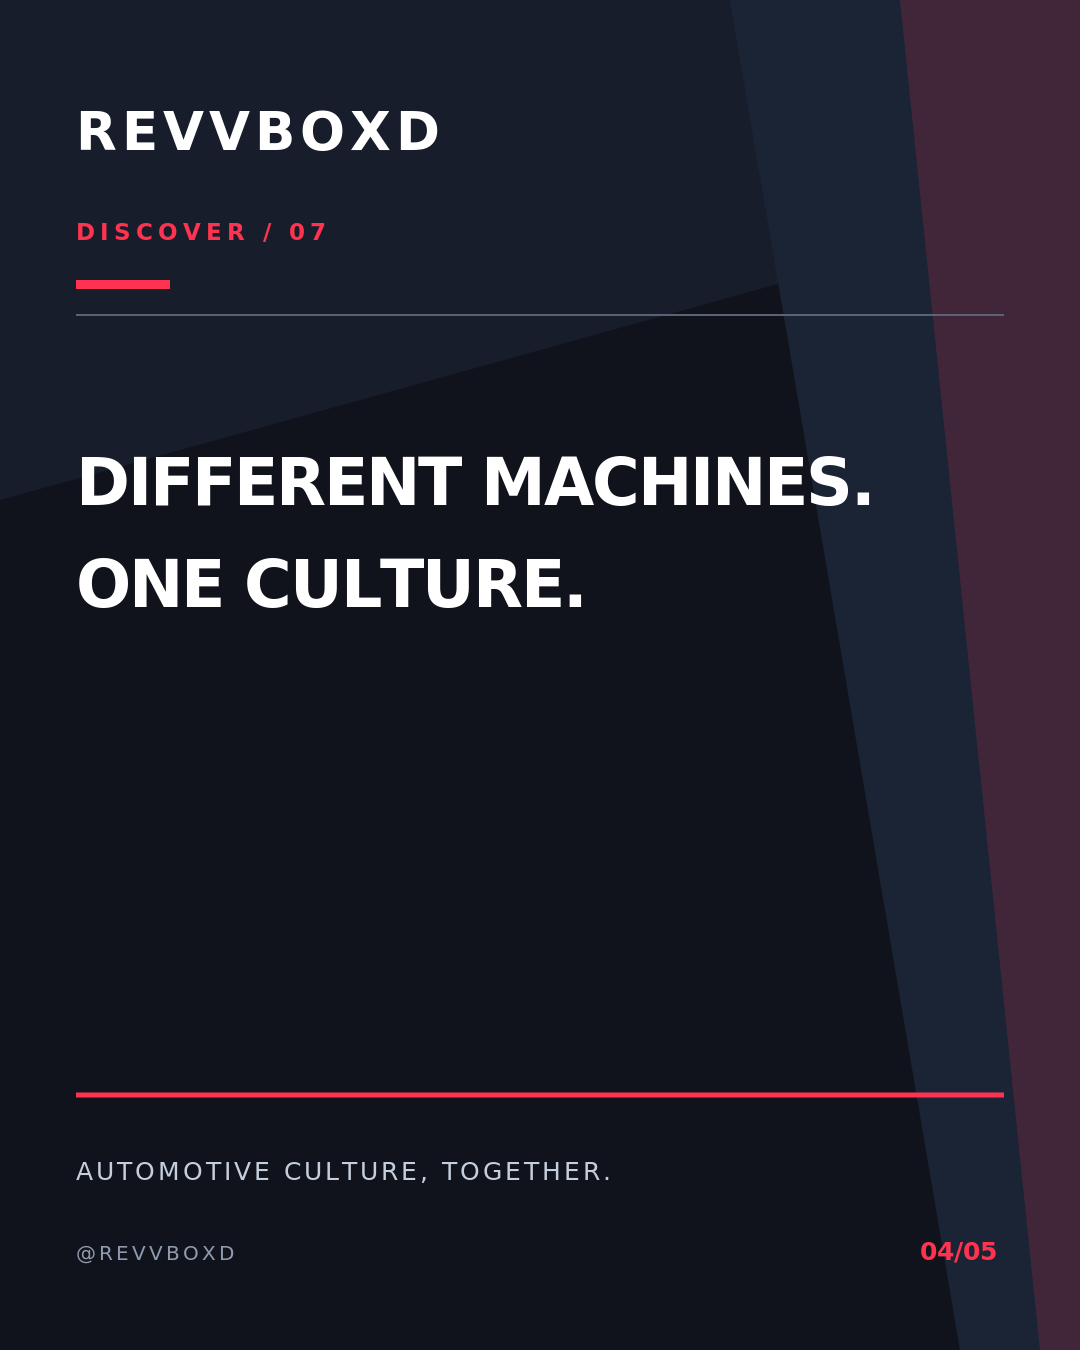 REVVBOXD
DISCOVER / 07
DIFFERENT MACHINES.
ONE CULTURE.
AUTOMOTIVE CULTURE, TOGETHER.
@REVVBOXD
04/05